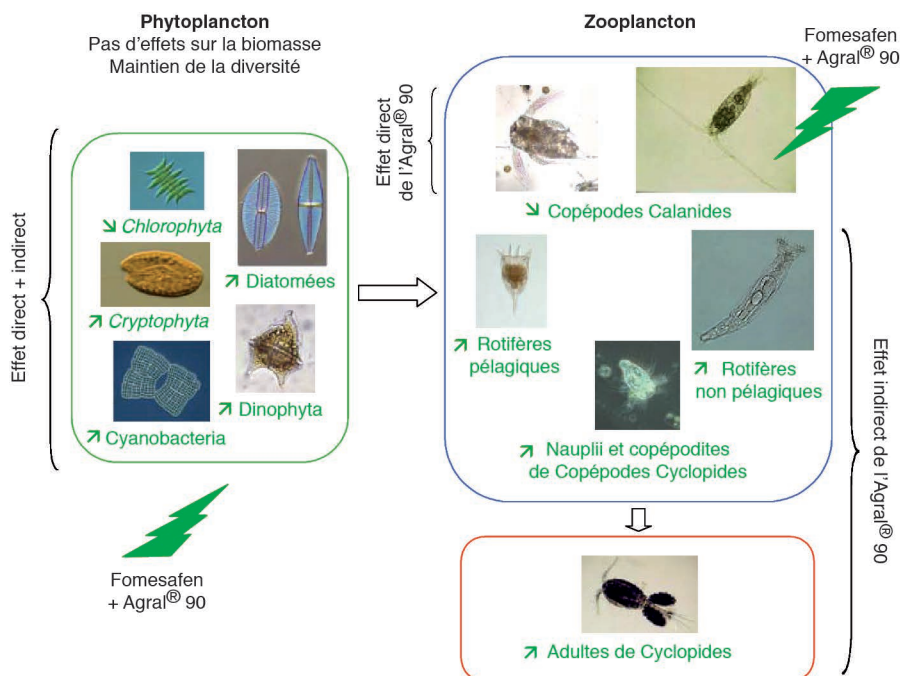 Phytoplancton
Pas d'effets sur la biomasse
Maintien de la diversité
Zooplancton
Fomesafen
+ Agral® 90
Effet direct + indirect
↘ Chlorophyta
↗ Diatomées
↗ Cryptophyta
↗ Dinophyta
↗ Cyanobacteria
Fomesafen
+ Agral® 90
Effet direct
de l'Agral® 90
↘ Copépodes Calanides
↗ Rotifères
pélagiques
↗ Rotifères
non pélagiques
↗ Nauplii et copépodites
de Copépodes Cyclopides
↗ Adultes de Cyclopides
Effet indirect de l'Agral® 90